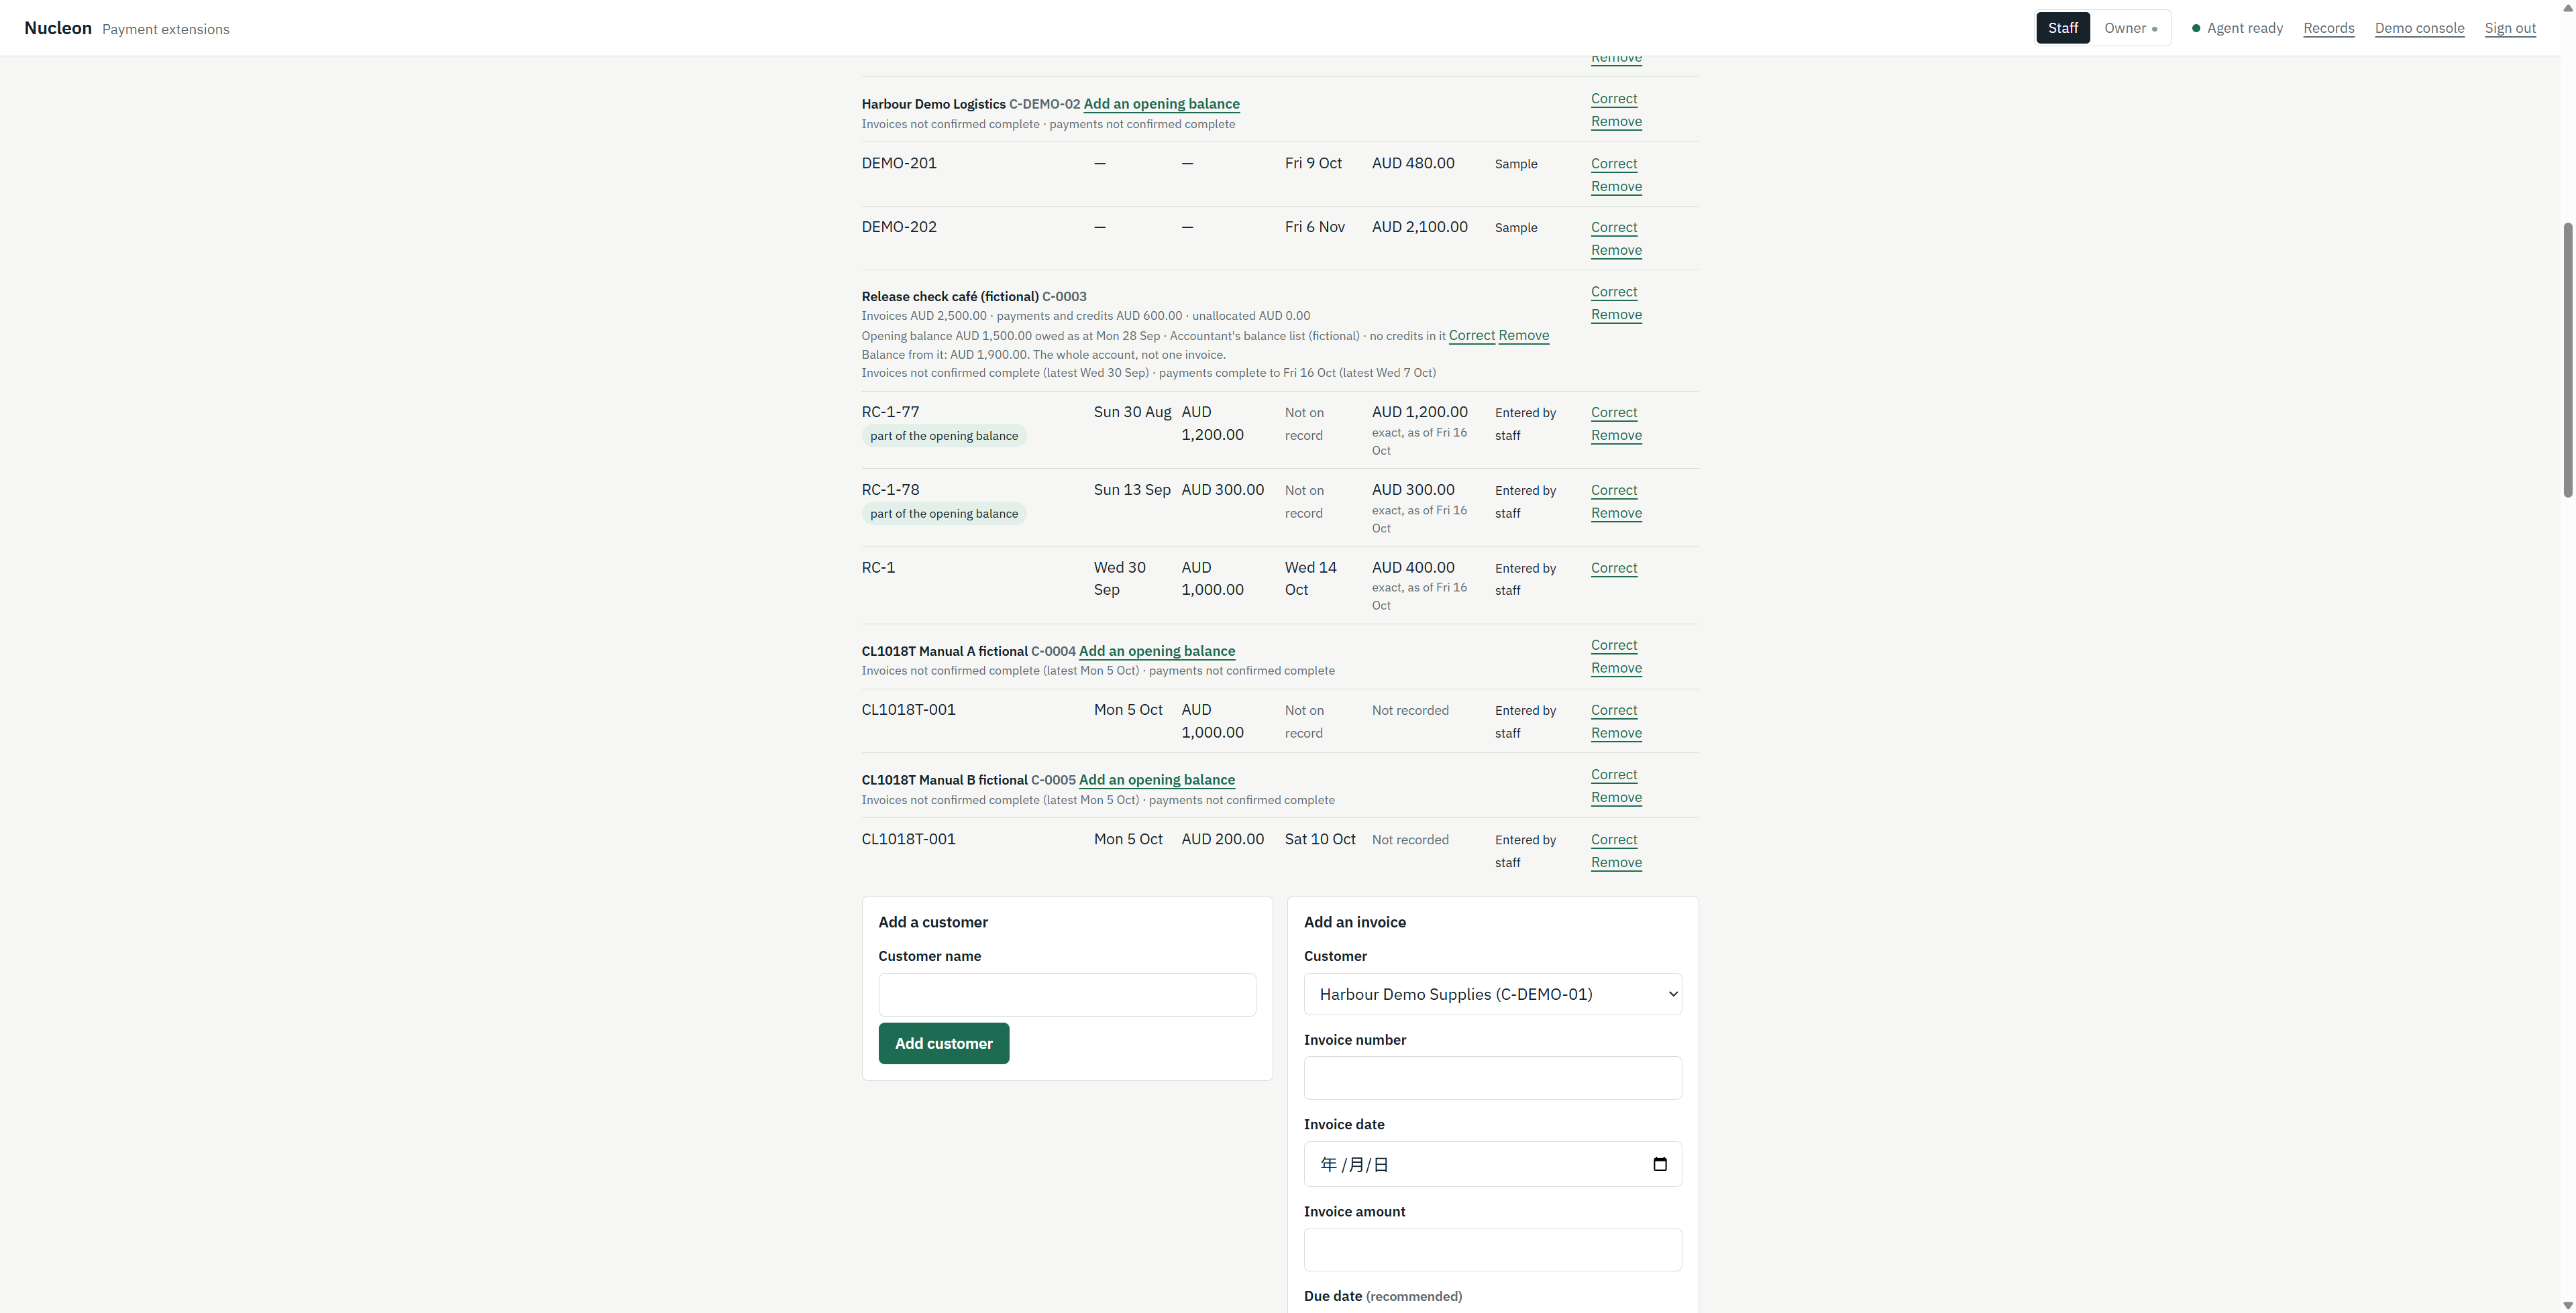 Nucleon Payment extensions
Staff Owner Agent ready Records Demo console Sign out
Remove
Harbour Demo Logistics C-DEMO-02 Add an opening balance
Invoices not confirmed complete · payments not confirmed complete
Correct
Remove
DEMO-201 — — Fri 9 Oct AUD 480.00 Sample Correct
Remove
DEMO-202 — — Fri 6 Nov AUD 2,100.00 Sample Correct
Remove
Release check café (fictional) C-0003
Invoices AUD 2,500.00 · payments and credits AUD 600.00 · unallocated AUD 0.00
Opening balance AUD 1,500.00 owed as at Mon 28 Sep · Accountant's balance list (fictional) · no credits in it Correct Remove
Balance from it: AUD 1,900.00. The whole account, not one invoice.
Invoices not confirmed complete (latest Wed 30 Sep) · payments complete to Fri 16 Oct (latest Wed 7 Oct)
Correct
Remove
RC-1-77 Sun 30 Aug AUD Not on AUD 1,200.00 Entered by Correct
part of the opening balance 1,200.00 record exact, as of Fri 16 staff Remove
Oct
RC-1-78 Sun 13 Sep AUD 300.00 Not on AUD 300.00 Entered by Correct
part of the opening balance record exact, as of Fri 16 staff Remove
Oct
RC-1 Wed 30 AUD Wed 14 AUD 400.00 Entered by Correct
Sep 1,000.00 Oct exact, as of Fri 16 staff
Oct
CL1018T Manual A fictional C-0004 Add an opening balance
Invoices not confirmed complete (latest Mon 5 Oct) · payments not confirmed complete
Correct
Remove
CL1018T-001 Mon 5 Oct AUD Not on Not recorded Entered by Correct
1,000.00 record staff Remove
CL1018T Manual B fictional C-0005 Add an opening balance
Invoices not confirmed complete (latest Mon 5 Oct) · payments not confirmed complete
Correct
Remove
CL1018T-001 Mon 5 Oct AUD 200.00 Sat 10 Oct Not recorded Entered by Correct
staff Remove
Add a customer
Customer name
Add customer
Add an invoice
Customer
Harbour Demo Supplies (C-DEMO-01)
Invoice number
Invoice date
年 /月/日
Invoice amount
Due date (recommended)